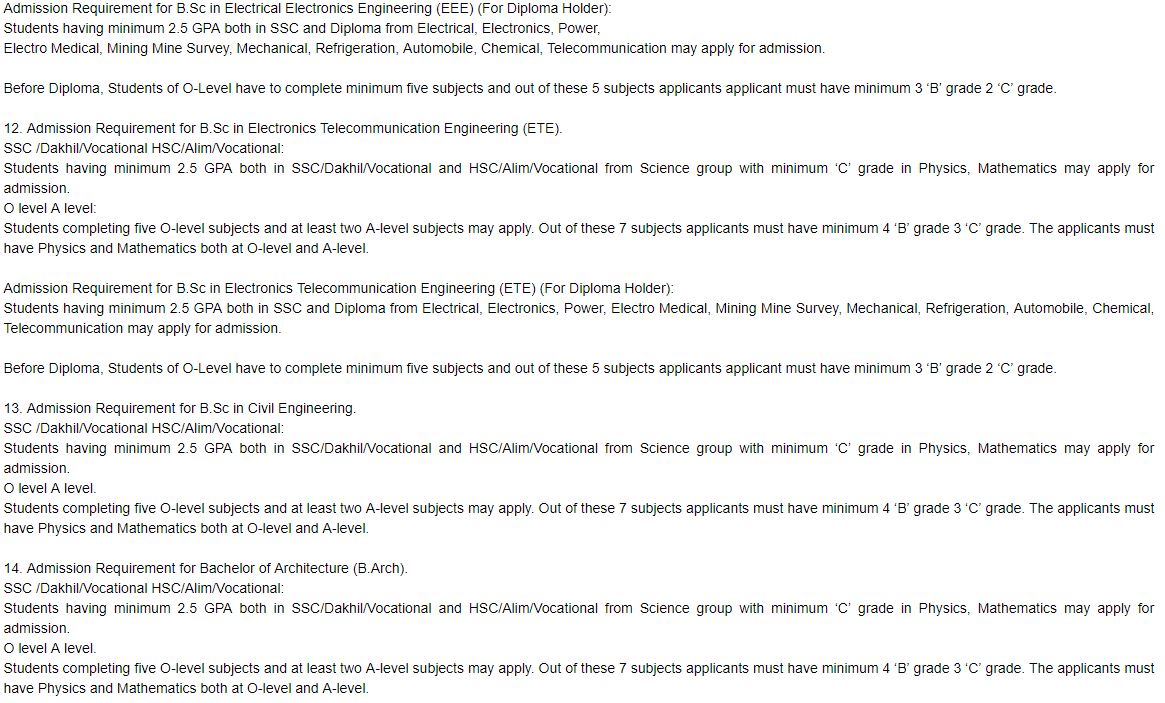 Admission Requirement for B.Sc in Electrical Electronics Engineering (EEE) (For Diploma Holder):
Students having minimum 2.5 GPA both in SSC and Diploma from Electrical, Electronics, Power,
Electro Medical, Mining Mine Survey, Mechanical, Refrigeration, Automobile, Chemical, Telecommunication may apply for admission.
Before Diploma, Students of O-Level have to complete minimum five subjects and out of these 5 subjects applicants applicant must have minimum 3 ‘B’ grade 2 ‘C’ grade.
12. Admission Requirement for B.Sc in Electronics Telecommunication Engineering (ETE).
SSC /Dakhil/Vocational HSC/Alim/Vocational:
Students having minimum 2.5 GPA both in SSC/Dakhil/Vocational and HSC/Alim/Vocational from Science group with minimum ‘C’ grade in Physics, Mathematics may apply for
admission.
O level A level:
Students completing five O-level subjects and at least two A-level subjects may apply. Out of these 7 subjects applicants must have minimum 4 ‘B’ grade 3 ‘C’ grade. The applicants must
have Physics and Mathematics both at O-level and A-level.
Admission Requirement for B.Sc in Electronics Telecommunication Engineering (ETE) (For Diploma Holder):
Students having minimum 2.5 GPA both in SSC and Diploma from Electrical, Electronics, Power, Electro Medical, Mining Mine Survey, Mechanical, Refrigeration, Automobile, Chemical,
Telecommunication may apply for admission.
Before Diploma, Students of O-Level have to complete minimum five subjects and out of these 5 subjects applicants applicant must have minimum 3 ‘B’ grade 2 ‘C’ grade.
13. Admission Requirement for B.Sc in Civil Engineering.
SSC /Dakhil/Vocational HSC/Alim/Vocational:
Students having minimum 2.5 GPA both in SSC/Dakhil/Vocational and HSC/Alim/Vocational from Science group with minimum ‘C’ grade in Physics, Mathematics may apply for
admission.
O level A level.
Students completing five O-level subjects and at least two A-level subjects may apply. Out of these 7 subjects applicants must have minimum 4 ‘B’ grade 3 ‘C’ grade. The applicants must
have Physics and Mathematics both at O-level and A-level.
14. Admission Requirement for Bachelor of Architecture (B.Arch).
SSC /Dakhil/Vocational HSC/Alim/Vocational:
Students having minimum 2.5 GPA both in SSC/Dakhil/Vocational and HSC/Alim/Vocational from Science group with minimum ‘C’ grade in Physics, Mathematics may apply for
admission.
O level A level.
Students completing five O-level subjects and at least two A-level subjects may apply. Out of these 7 subjects applicants must have minimum 4 ‘B’ grade 3 ‘C’ grade. The applicants must
have Physics and Mathematics both at O-level and A-level.